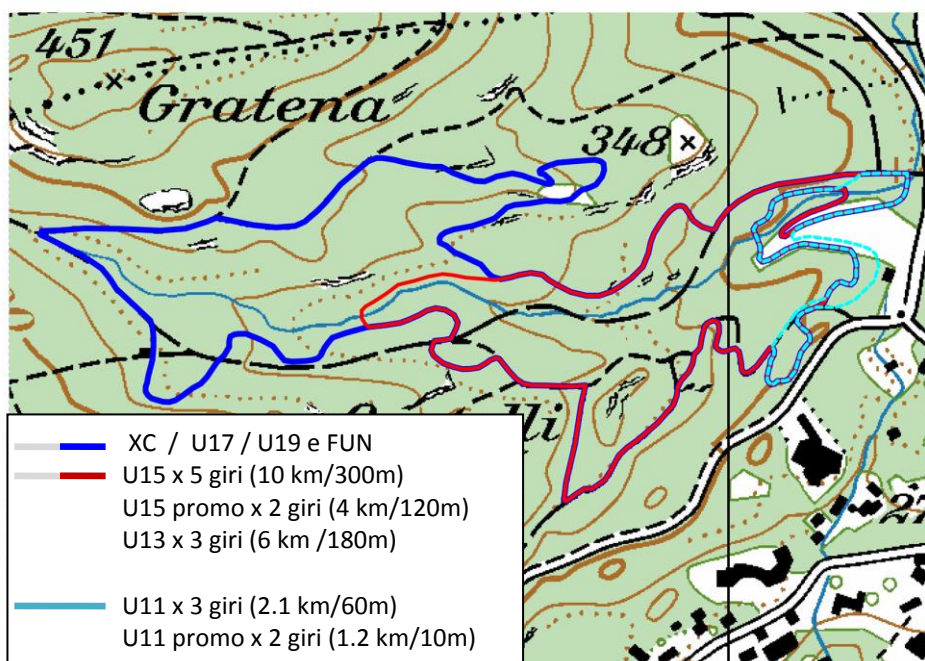 451
Gratena
348
XC / U17 / U19 e FUN
U15 x 5 giri (10 km/300m)
U15 promo x 2 giri (4 km/120m)
U13 x 3 giri (6 km /180m)
U11 x 3 giri (2.1 km/60m)
U11 promo x 2 giri (1.2 km/10m)